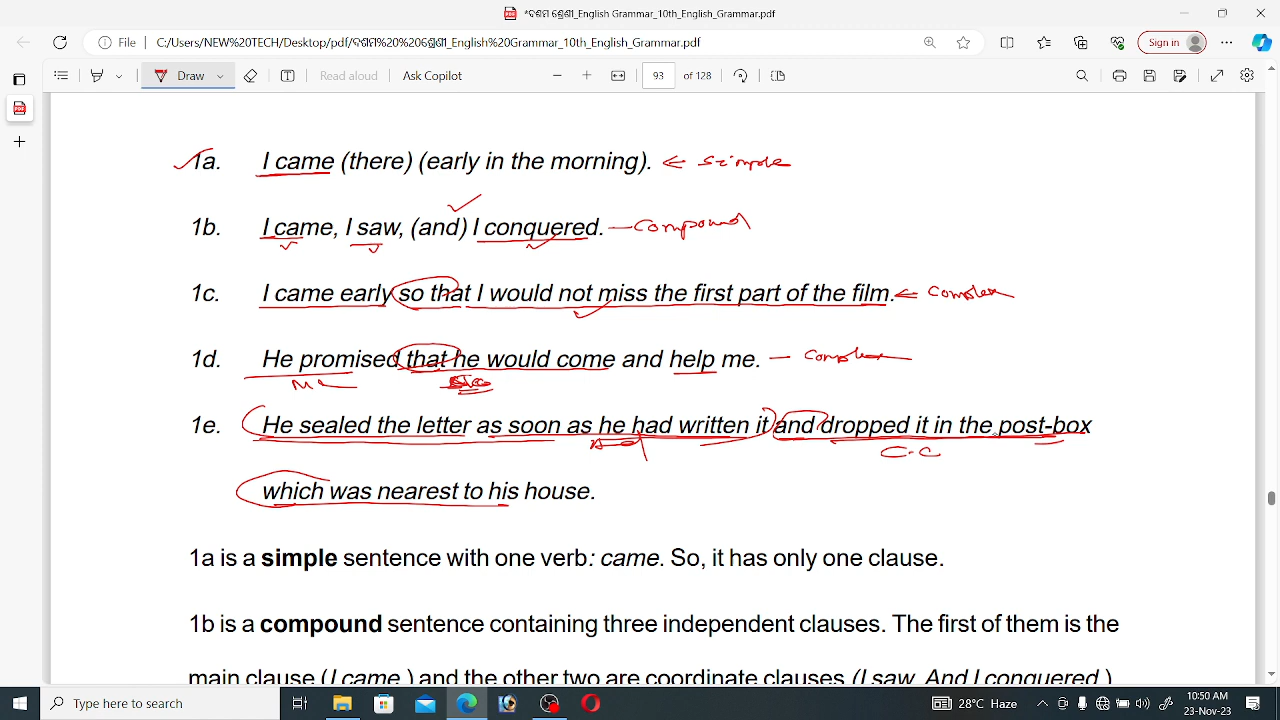 _English Grammar_10th_English_Grammar.pdf
File C:/Users/NEW%20TECH/Desktop/pdf/ _English%20Grammar_10th_English_Grammar.pdf Sign in
Draw Read aloud Ask Copilot 93 of 128
1a. I came (there) (early in the morning). simple
1b. I came, I saw, (and) I conquered. compound
1c. I came early so that I would not miss the first part of the film. complex
1d. He promised that he would come and help me. complex
MC
1e. He sealed the letter as soon as he had written it and dropped it in the post-box
C.C
which was nearest to his house.
1a is a simple sentence with one verb: came. So, it has only one clause.
1b is a compound sentence containing three independent clauses. The first of them is the
main clause (I came ) and the other two are coordinate clauses (I saw, And I conquered )
Type here to search 28°C Haze 10:50 AM
23-Nov-23